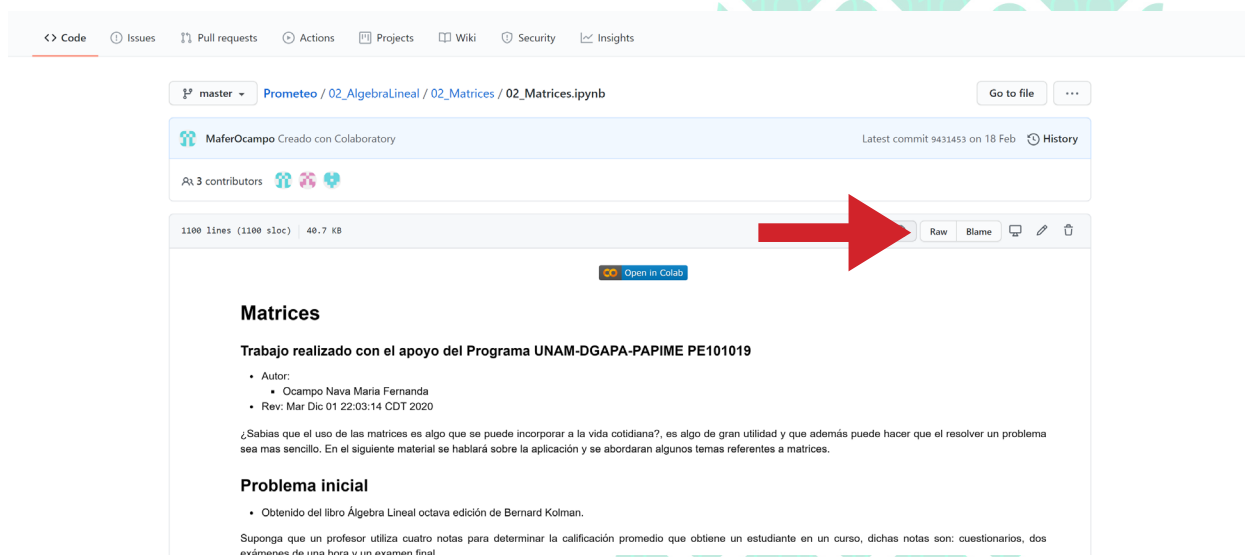 <> Code Issues Pull requests Actions Projects Wiki Security Insights
master Prometeo / 02_AlgebraLineal / 02_Matrices / 02_Matrices.ipynb Go to file ...
MaferOcampo Creado con Colaboratory Latest commit 9431453 on 18 Feb History
3 contributors
1100 lines (1100 sloc) 40.7 KB Raw Blame
Open in Colab
Matrices
Trabajo realizado con el apoyo del Programa UNAM-DGAPA-PAPIME PE101019
• Autor:
▪ Ocampo Nava Maria Fernanda
• Rev: Mar Dic 01 22:03:14 CDT 2020
¿Sabias que el uso de las matrices es algo que se puede incorporar a la vida cotidiana?, es algo de gran utilidad y que además puede hacer que el resolver un problema
sea mas sencillo. En el siguiente material se hablará sobre la aplicación y se abordaran algunos temas referentes a matrices.
Problema inicial
• Obtenido del libro Álgebra Lineal octava edición de Bernard Kolman.
Suponga que un profesor utiliza cuatro notas para determinar la calificación promedio que obtiene un estudiante en un curso, dichas notas son: cuestionarios, dos
exámenes de una hora y un examen final